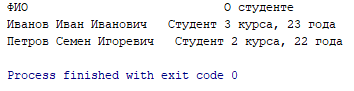 ФИО О студенте
Иванов Иван Иванович Студент 3 курса, 23 года
Петров Семен Игоревич Студент 2 курса, 22 года
Process finished with exit code 0